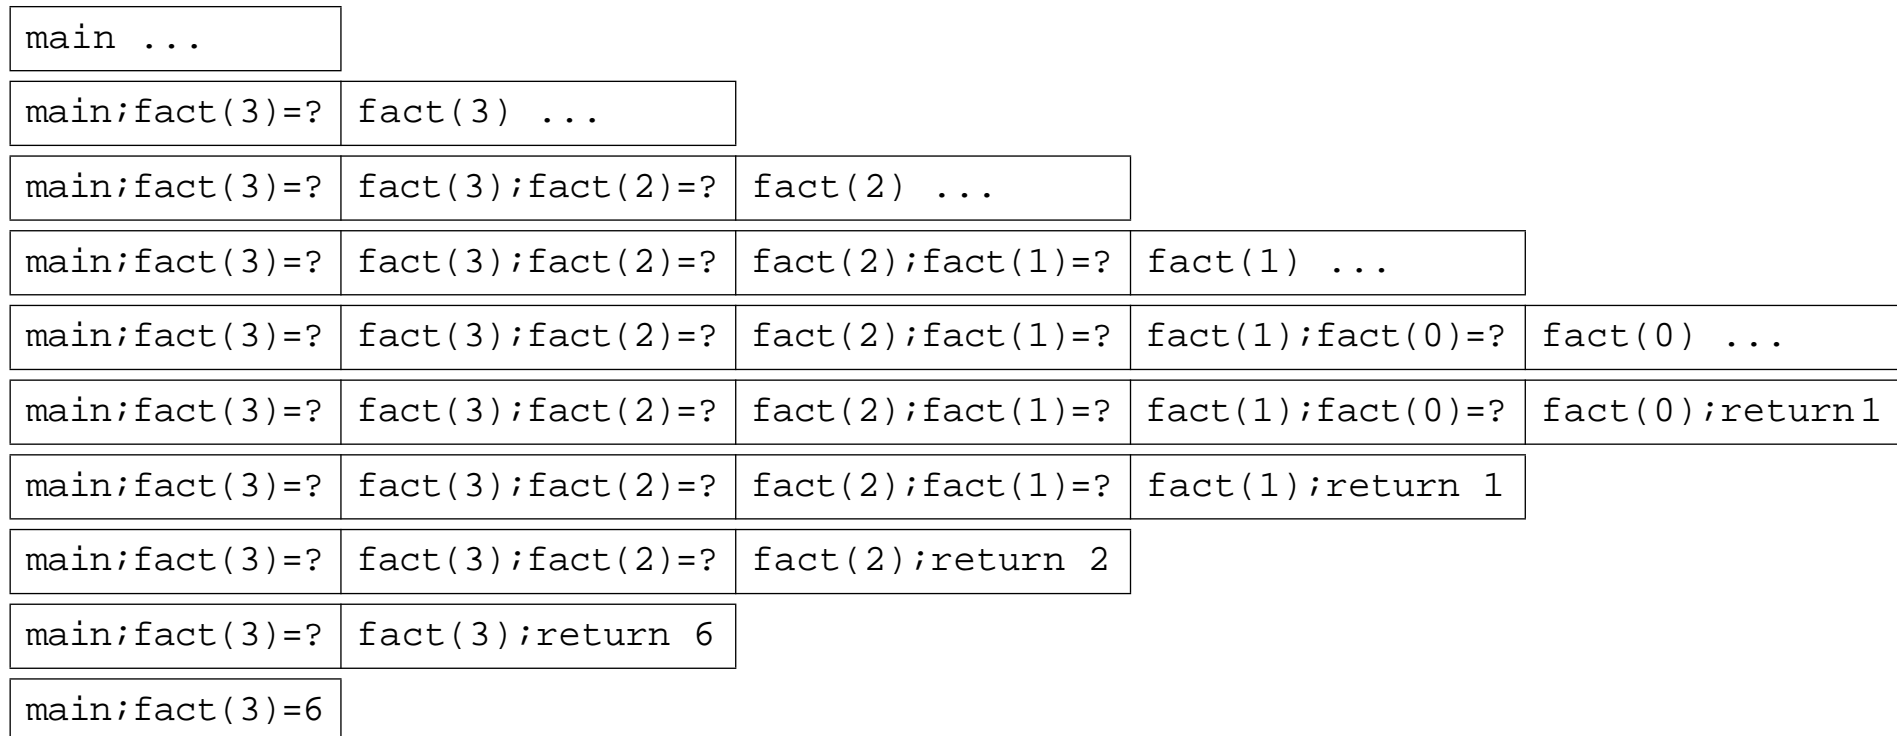 main ...
main;fact(3)=? fact(3) ...
main;fact(3)=? fact(3);fact(2)=? fact(2) ...
main;fact(3)=? fact(3);fact(2)=? fact(2);fact(1)=? fact(1) ...
main;fact(3)=? fact(3);fact(2)=? fact(2);fact(1)=? fact(1);fact(0)=? fact(0) ...
main;fact(3)=? fact(3);fact(2)=? fact(2);fact(1)=? fact(1);fact(0)=? fact(0);return 1
main;fact(3)=? fact(3);fact(2)=? fact(2);fact(1)=? fact(1);return 1
main;fact(3)=? fact(3);fact(2)=? fact(2);return 2
main;fact(3)=? fact(3);return 6
main;fact(3)=6